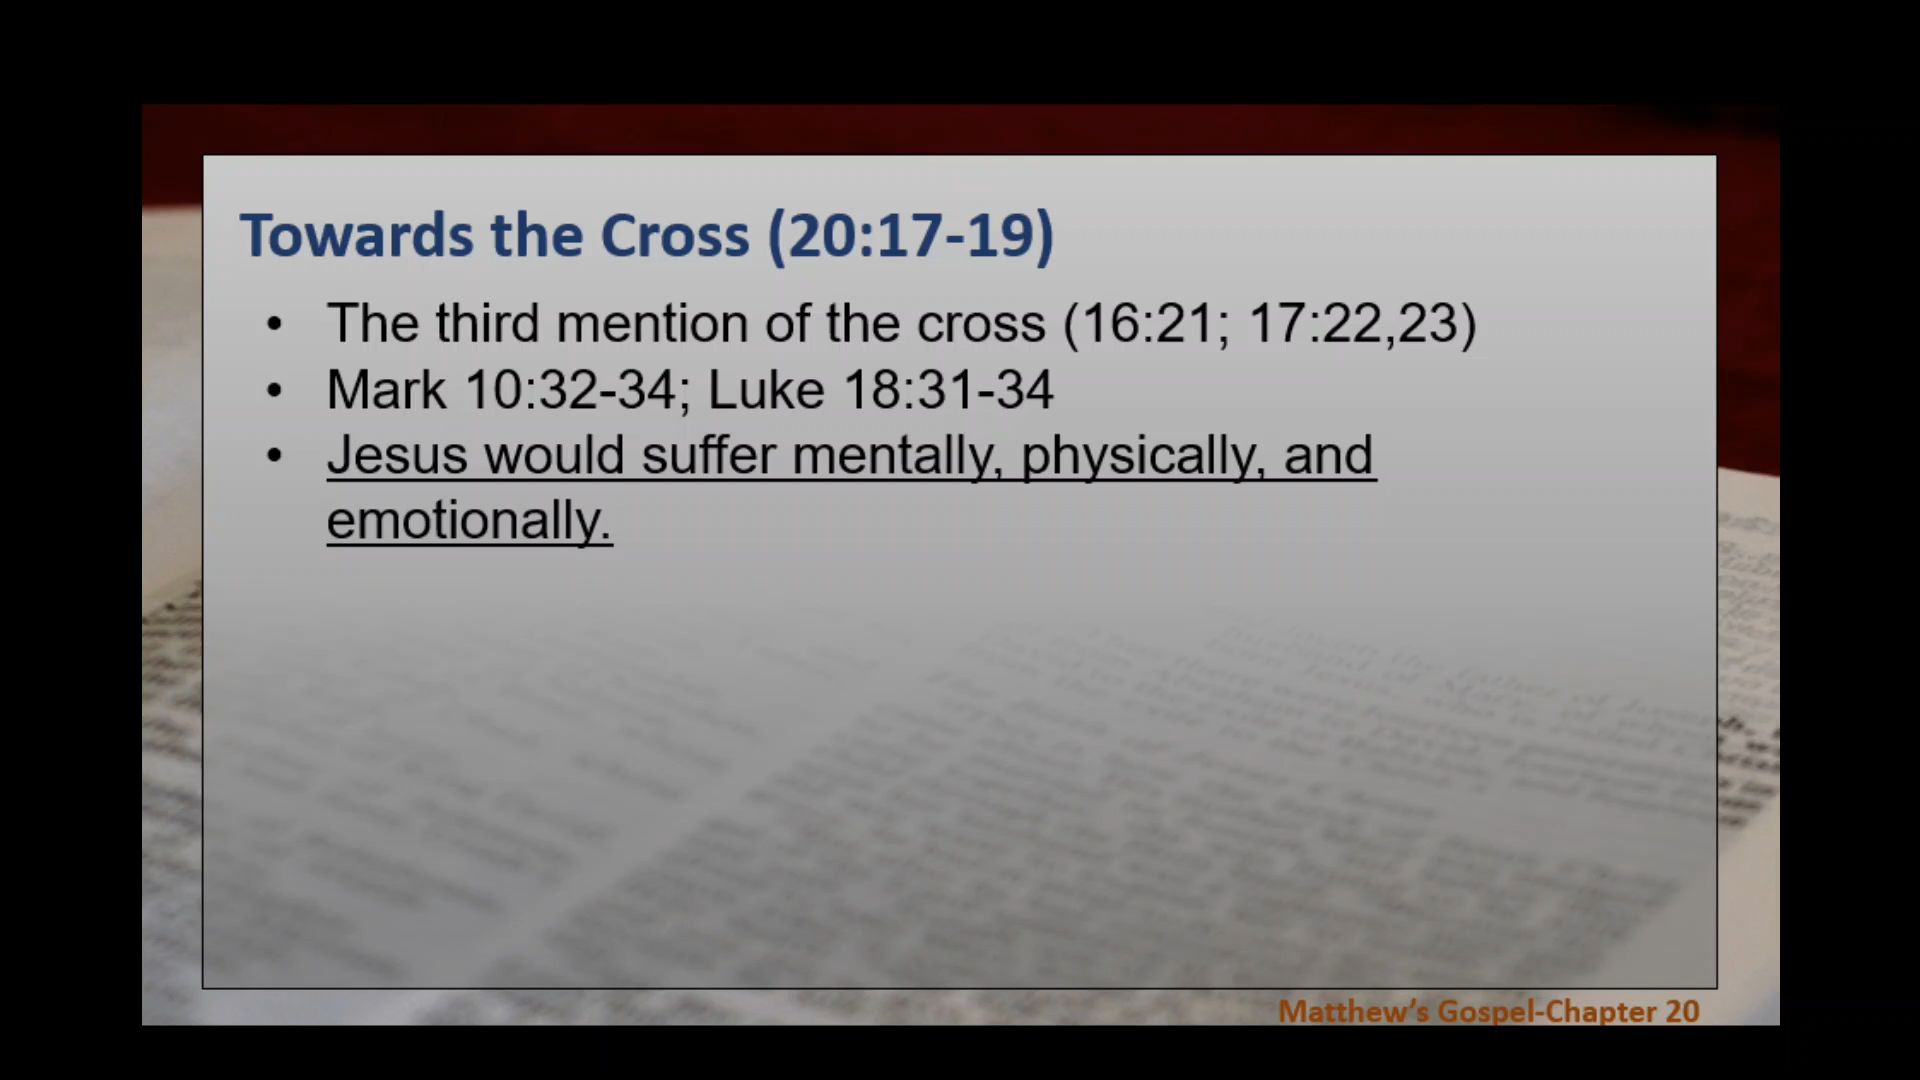 Towards the Cross (20:17-19)
• The third mention of the cross (16:21; 17:22,23)
• Mark 10:32-34; Luke 18:31-34
• Jesus would suffer mentally, physically, and
emotionally.
Matthew’s Gospel-Chapter 20